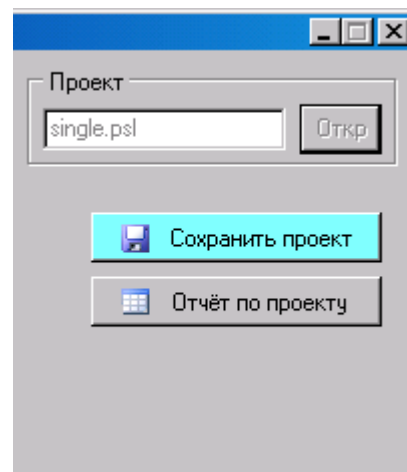 Проект
single.psl
Откр
Сохранить проект
Отчёт по проекту